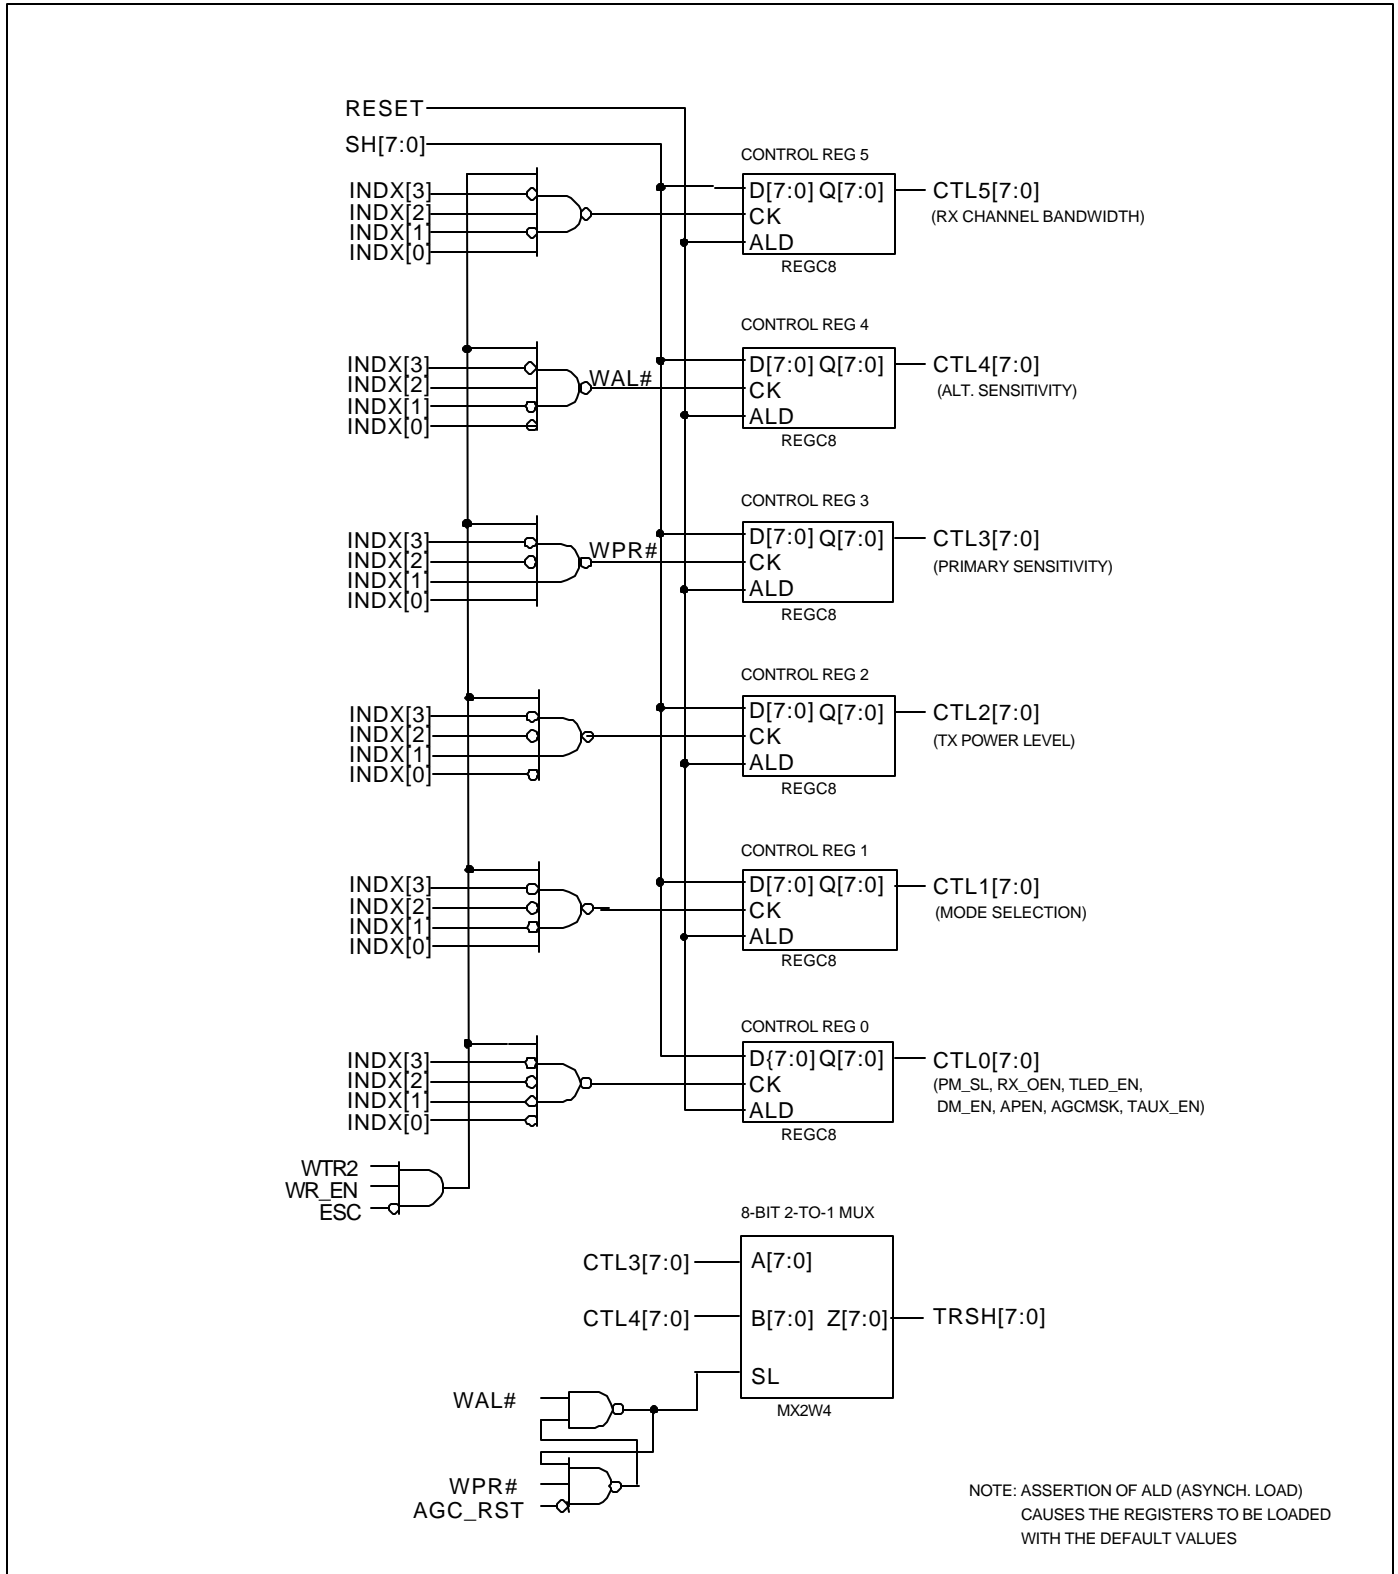 RESET
SH[7:0]
CONTROL REG 5
INDX[3]
INDX[2]
INDX[1]
INDX[0]
D[7:0] Q[7:0]
CK
ALD
REGC8
CTL5[7:0]
(RX CHANNEL BANDWIDTH)
CONTROL REG 4
INDX[3]
INDX[2]
INDX[1]
INDX[0]
WAL#
D[7:0] Q[7:0]
CK
ALD
REGC8
CTL4[7:0]
(ALT. SENSITIVITY)
CONTROL REG 3
INDX[3]
INDX[2]
INDX[1]
INDX[0]
WPR#
D[7:0] Q[7:0]
CK
ALD
REGC8
CTL3[7:0]
(PRIMARY SENSITIVITY)
CONTROL REG 2
INDX[3]
INDX[2]
INDX[1]
INDX[0]
D[7:0] Q[7:0]
CK
ALD
REGC8
CTL2[7:0]
(TX POWER LEVEL)
CONTROL REG 1
INDX[3]
INDX[2]
INDX[1]
INDX[0]
D[7:0] Q[7:0]
CK
ALD
REGC8
CTL1[7:0]
(MODE SELECTION)
CONTROL REG 0
INDX[3]
INDX[2]
INDX[1]
INDX[0]
D{7:0] Q[7:0]
CK
ALD
REGC8
CTL0[7:0]
(PM_SL, RX_OEN, TLED_EN,
DM_EN, APEN, AGCMSK, TAUX_EN)
WTR2
WR_EN
ESC
8-BIT 2-TO-1 MUX
CTL3[7:0]
CTL4[7:0]
A[7:0]
B[7:0] Z[7:0]
SL
MX2W4
TRSH[7:0]
WAL#
WPR#
AGC_RST
NOTE: ASSERTION OF ALD (ASYNCH. LOAD)
CAUSES THE REGISTERS TO BE LOADED
WITH THE DEFAULT VALUES